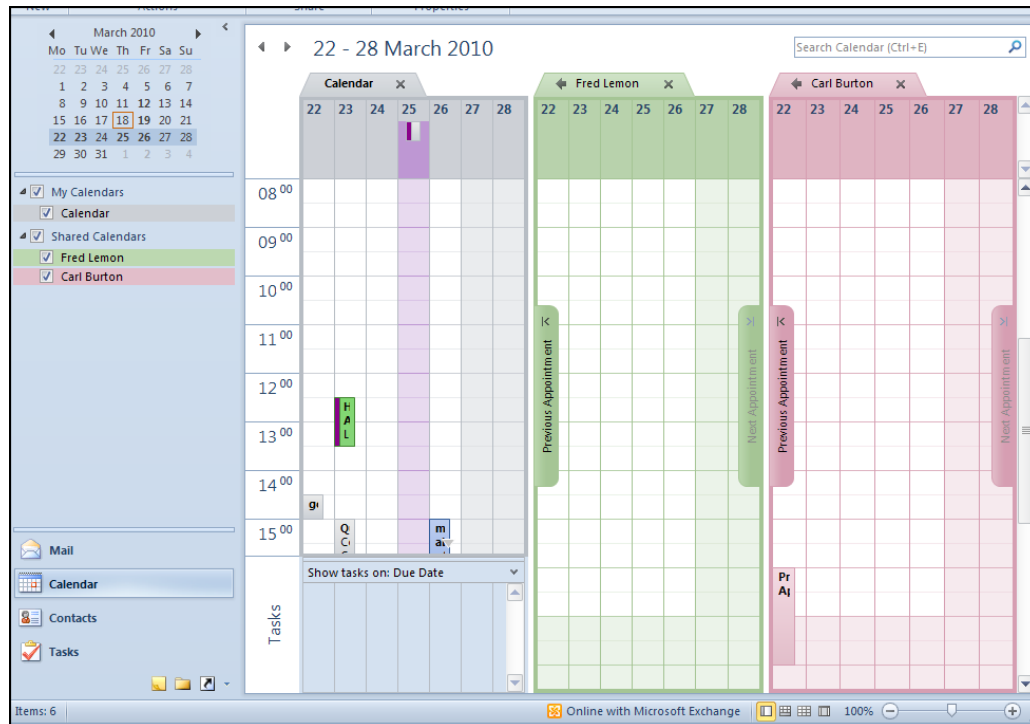 New Actions Share Properties
March 2010
Mo Tu We Th Fr Sa Su
22 23 24 25 26 27 28
1 2 3 4 5 6 7
8 9 10 11 12 13 14
15 16 17 18 19 20 21
22 23 24 25 26 27 28
29 30 31 1 2 3 4
My Calendars
Calendar
Shared Calendars
Fred Lemon
Carl Burton
Mail
Calendar
Contacts
Tasks
22 - 28 March 2010
Search Calendar (Ctrl+E)
Calendar
22 23 24 25 26 27 28
08 00
09 00
10 00
11 00
12 00
13 00
14 00
15 00
H
A
L
Q
m
Show tasks on: Due Date
Tasks
Fred Lemon
22 23 24 25 26 27 28
Previous Appointment
Next Appointment
Carl Burton
22 23 24 25 26 27 28
Previous Appointment
Next Appointment
Pr
Items: 6
Online with Microsoft Exchange
100%